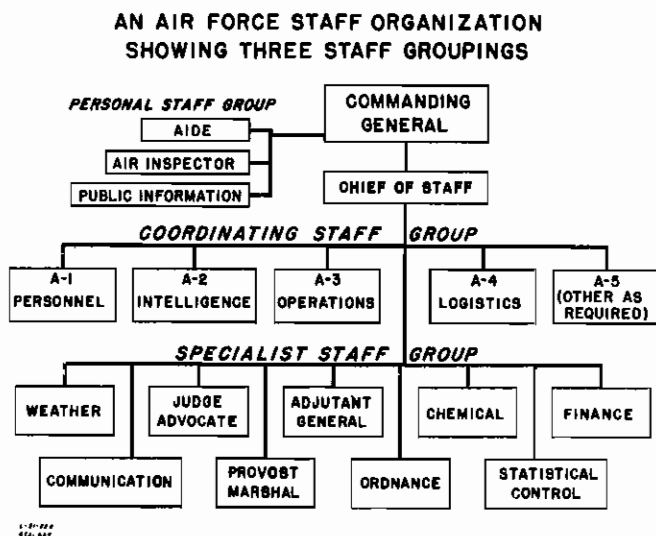 AN AIR FORCE STAFF ORGANIZATION
SHOWING THREE STAFF GROUPINGS
PERSONAL STAFF GROUP
AIDE
AIR INSPECTOR
PUBLIC INFORMATION
COMMANDING
GENERAL
CHIEF OF STAFF
COORDINATING STAFF GROUP
A-1
PERSONNEL
A-2
INTELLIGENCE
A-3
OPERATIONS
A-4
LOGISTICS
A-5
(OTHER AS
REQUIRED)
SPECIALIST STAFF GROUP
WEATHER
JUDGE
ADVOCATE
ADJUTANT
GENERAL
CHEMICAL
FINANCE
COMMUNICATION
PROVOST
MARSHAL
ORDNANCE
STATISTICAL
CONTROL